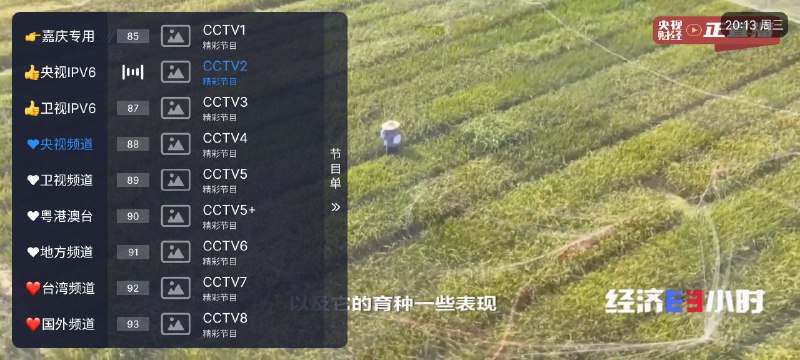 👉嘉庆专用
👍央视IPV6
👍卫视IPV6
♥央视频道
♥卫视频道
♥粤港澳台
♥地方频道
❤️台湾频道
❤️国外频道
85
CCTV1
精彩节目
CCTV2
精彩节目
87
CCTV3
精彩节目
88
CCTV4
精彩节目
89
CCTV5
精彩节目
90
CCTV5+
精彩节目
91
CCTV6
精彩节目
92
CCTV7
精彩节目
93
CCTV8
精彩节目
节目单
»
央视财经
正
20:13 周三
以及它的育种一些表现
经济 小时